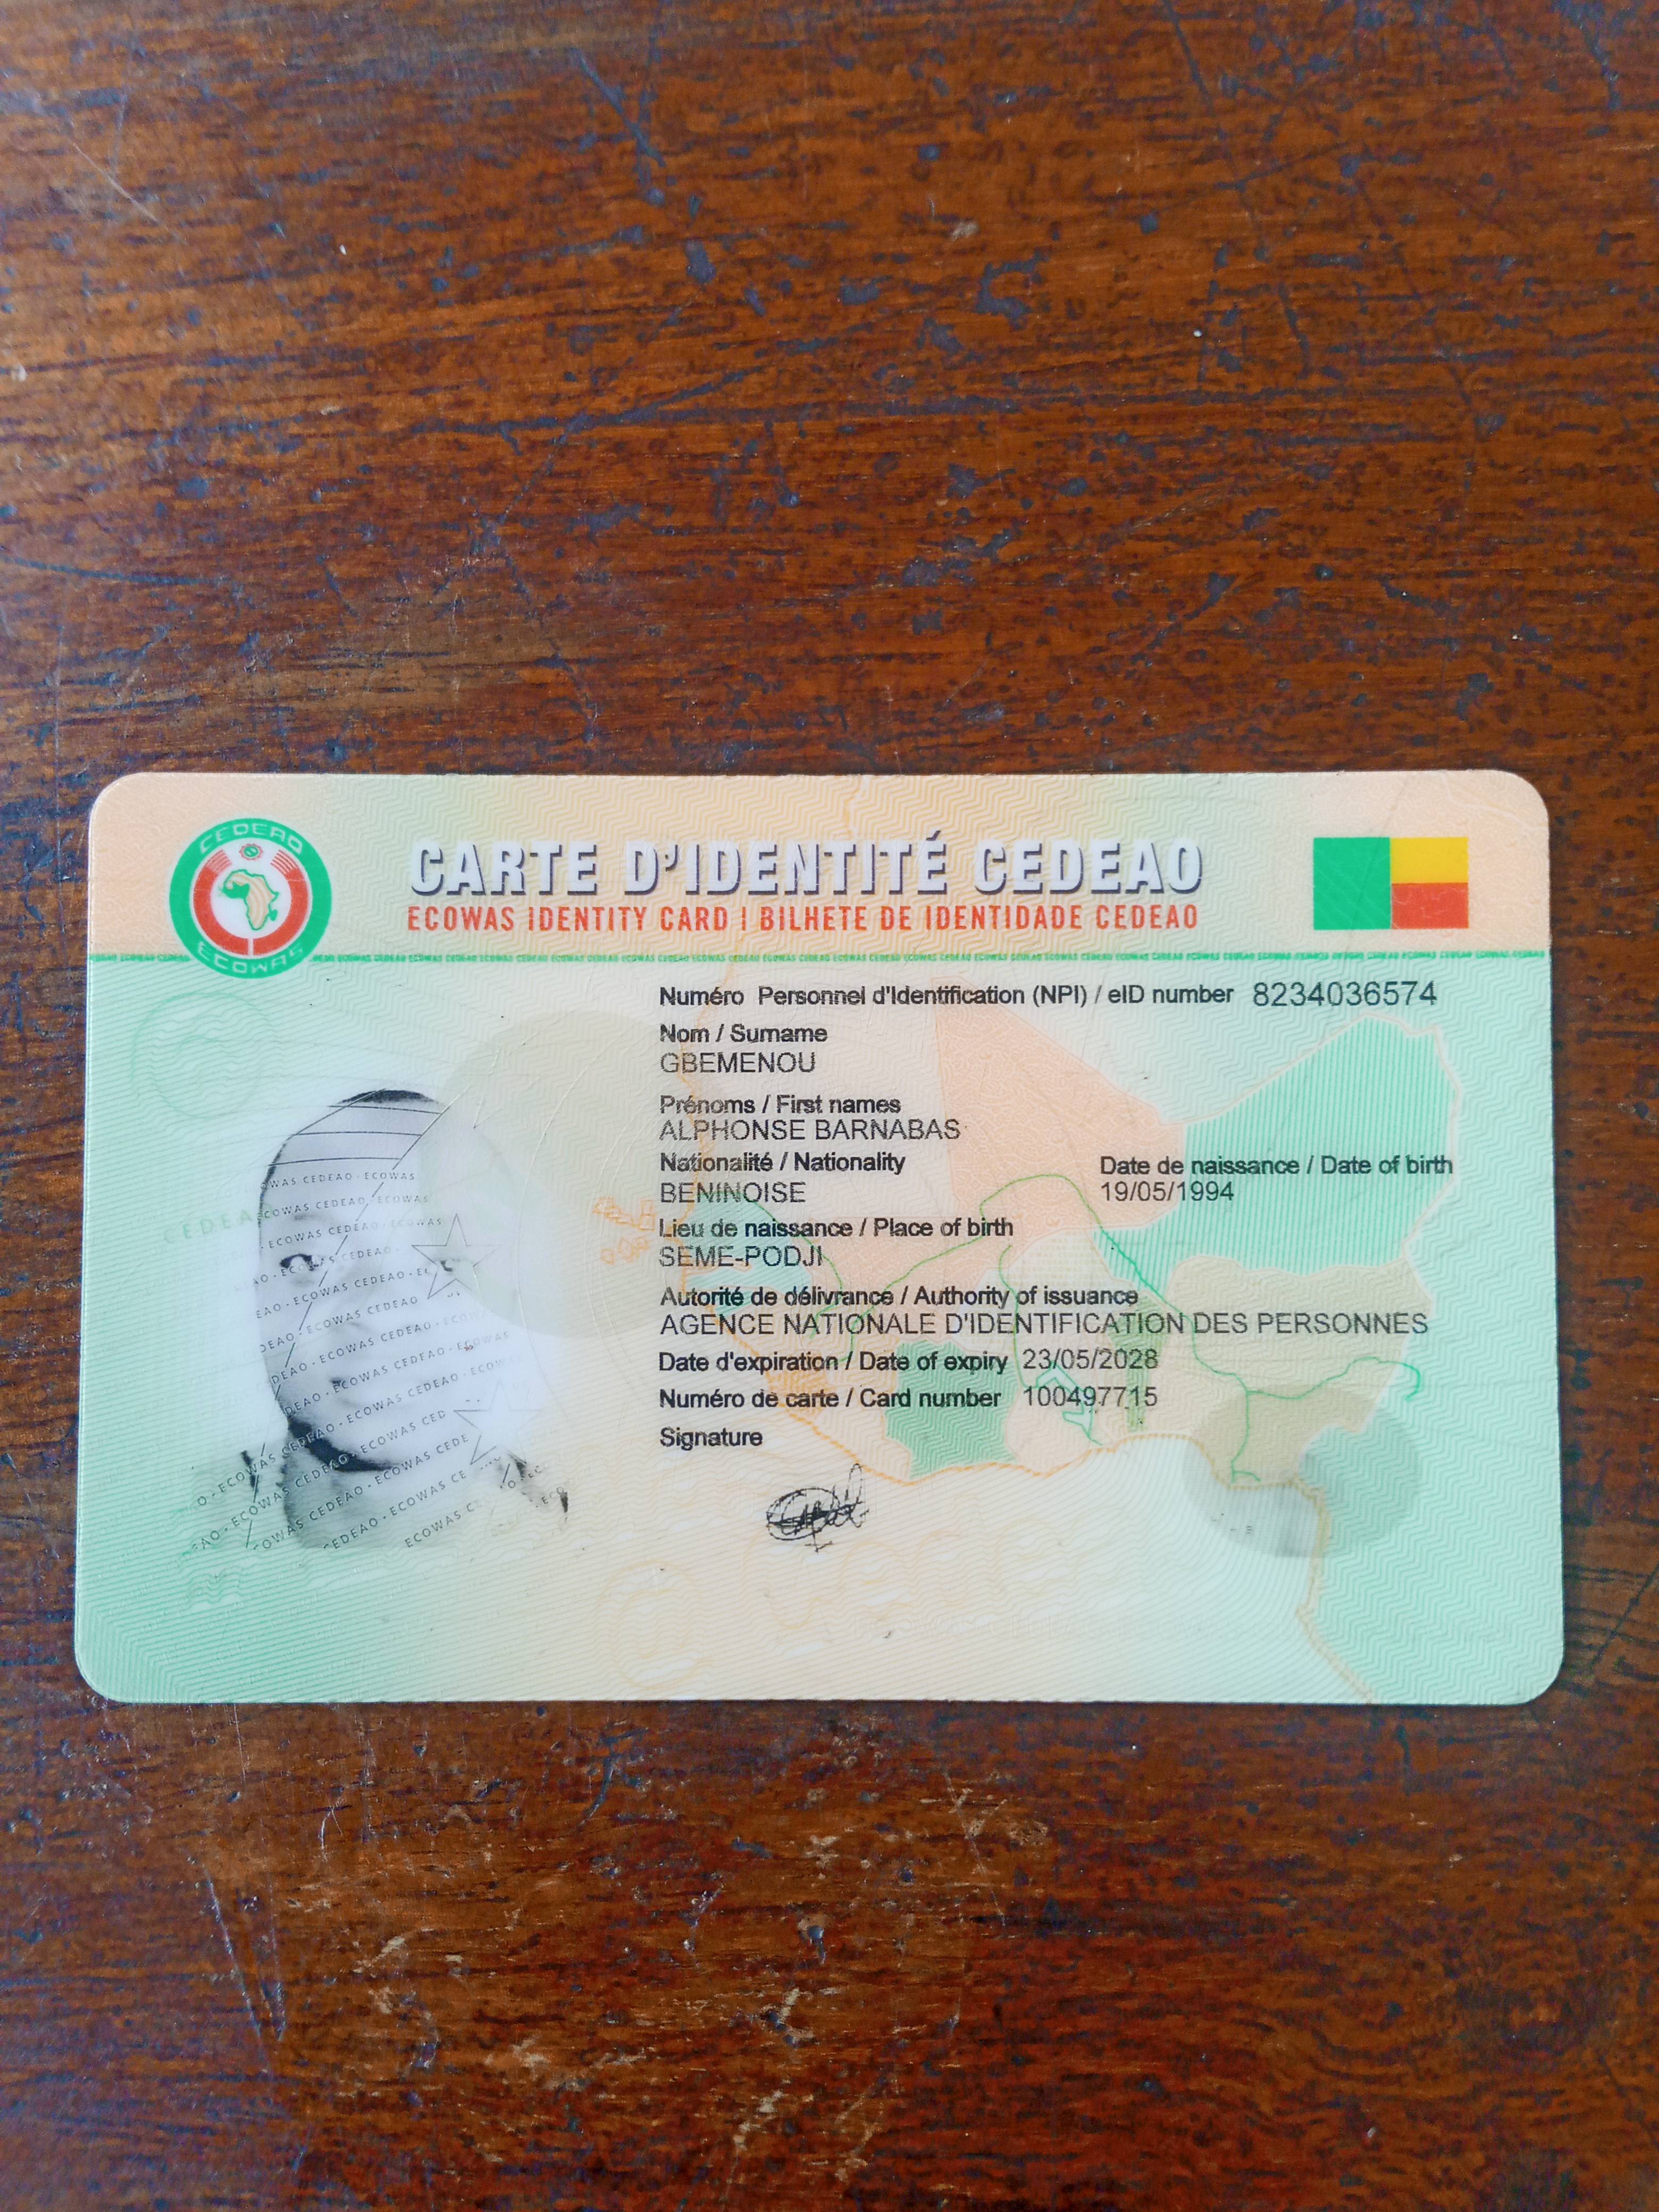 CEDEAO
ECOWAS
CARTE D'IDENTITÉ CEDEAO
ECOWAS IDENTITY CARD | BILHETE DE IDENTIDADE CEDEAO
Numéro Personnel d'Identification (NPI) / eID number 8234036574
Nom / Surname
GBEMENOU
Prénoms / First names
ALPHONSE BARNABAS
Nationalité / Nationality
BENINOISE
Date de naissance / Date of birth
19/05/1994
Lieu de naissance / Place of birth
SEME-PODJI
Autorité de délivrance / Authority of issuance
AGENCE NATIONALE D'IDENTIFICATION DES PERSONNES
Date d'expiration / Date of expiry 23/05/2028
Numéro de carte / Card number 100497715
Signature